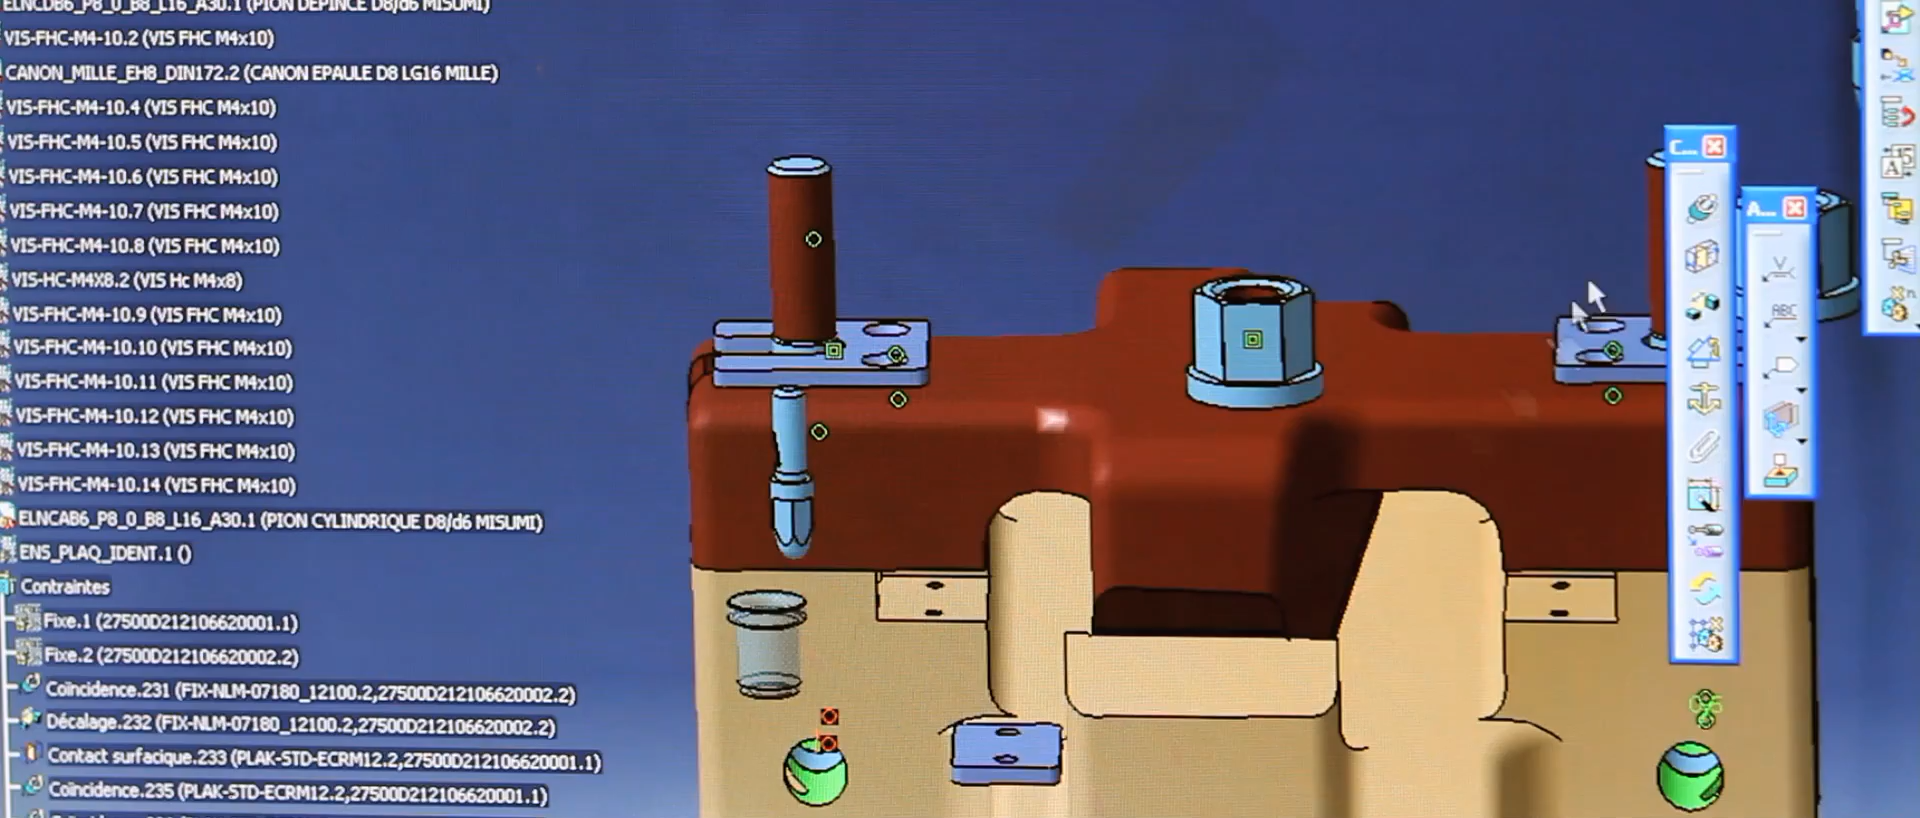 ELNCDB6_P8_0_B8_L16_A30.1 (PION DEPINCE D8/d6 MISUMI)
VIS-FHC-M4-10.2 (VIS FHC M4x10)
CANON_MILLE_EH8_DIN172.2 (CANON EPAULE D8 LG16 MILLE)
VIS-FHC-M4-10.4 (VIS FHC M4x10)
VIS-FHC-M4-10.5 (VIS FHC M4x10)
VIS-FHC-M4-10.6 (VIS FHC M4x10)
VIS-FHC-M4-10.7 (VIS FHC M4x10)
VIS-FHC-M4-10.8 (VIS FHC M4x10)
VIS-HC-M4X8.2 (VIS Hc M4x8)
VIS-FHC-M4-10.9 (VIS FHC M4x10)
VIS-FHC-M4-10.10 (VIS FHC M4x10)
VIS-FHC-M4-10.11 (VIS FHC M4x10)
VIS-FHC-M4-10.12 (VIS FHC M4x10)
VIS-FHC-M4-10.13 (VIS FHC M4x10)
VIS-FHC-M4-10.14 (VIS FHC M4x10)
ELNCAB6_P8_0_B8_L16_A30.1 (PION CYLINDRIQUE D8/d6 MISUMI)
ENS_PLAQ_IDENT.1 ()
Contraintes
Fixe.1 (27500D212106620001.1)
Fixe.2 (27500D212106620002.2)
Coïncidence.231 (FIX-NLM-07180_12100.2,27500D212106620002.2)
Décalage.232 (FIX-NLM-07180_12100.2,27500D212106620002.2)
Contact surfacique.233 (PLAK-STD-ECRM12.2,27500D212106620001.1)
Coïncidence.235 (PLAK-STD-ECRM12.2,27500D212106620001.1)
C...
A...
ABC